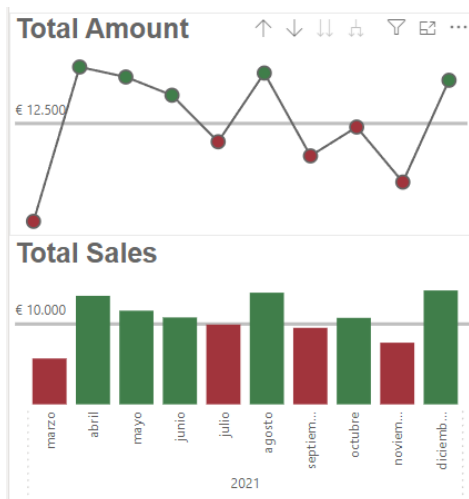 Total Amount
€ 12.500
Total Sales
€ 10.000
marzo
abril
mayo
junio
julio
agosto
septiem...
octubre
noviem...
diciemb...
2021